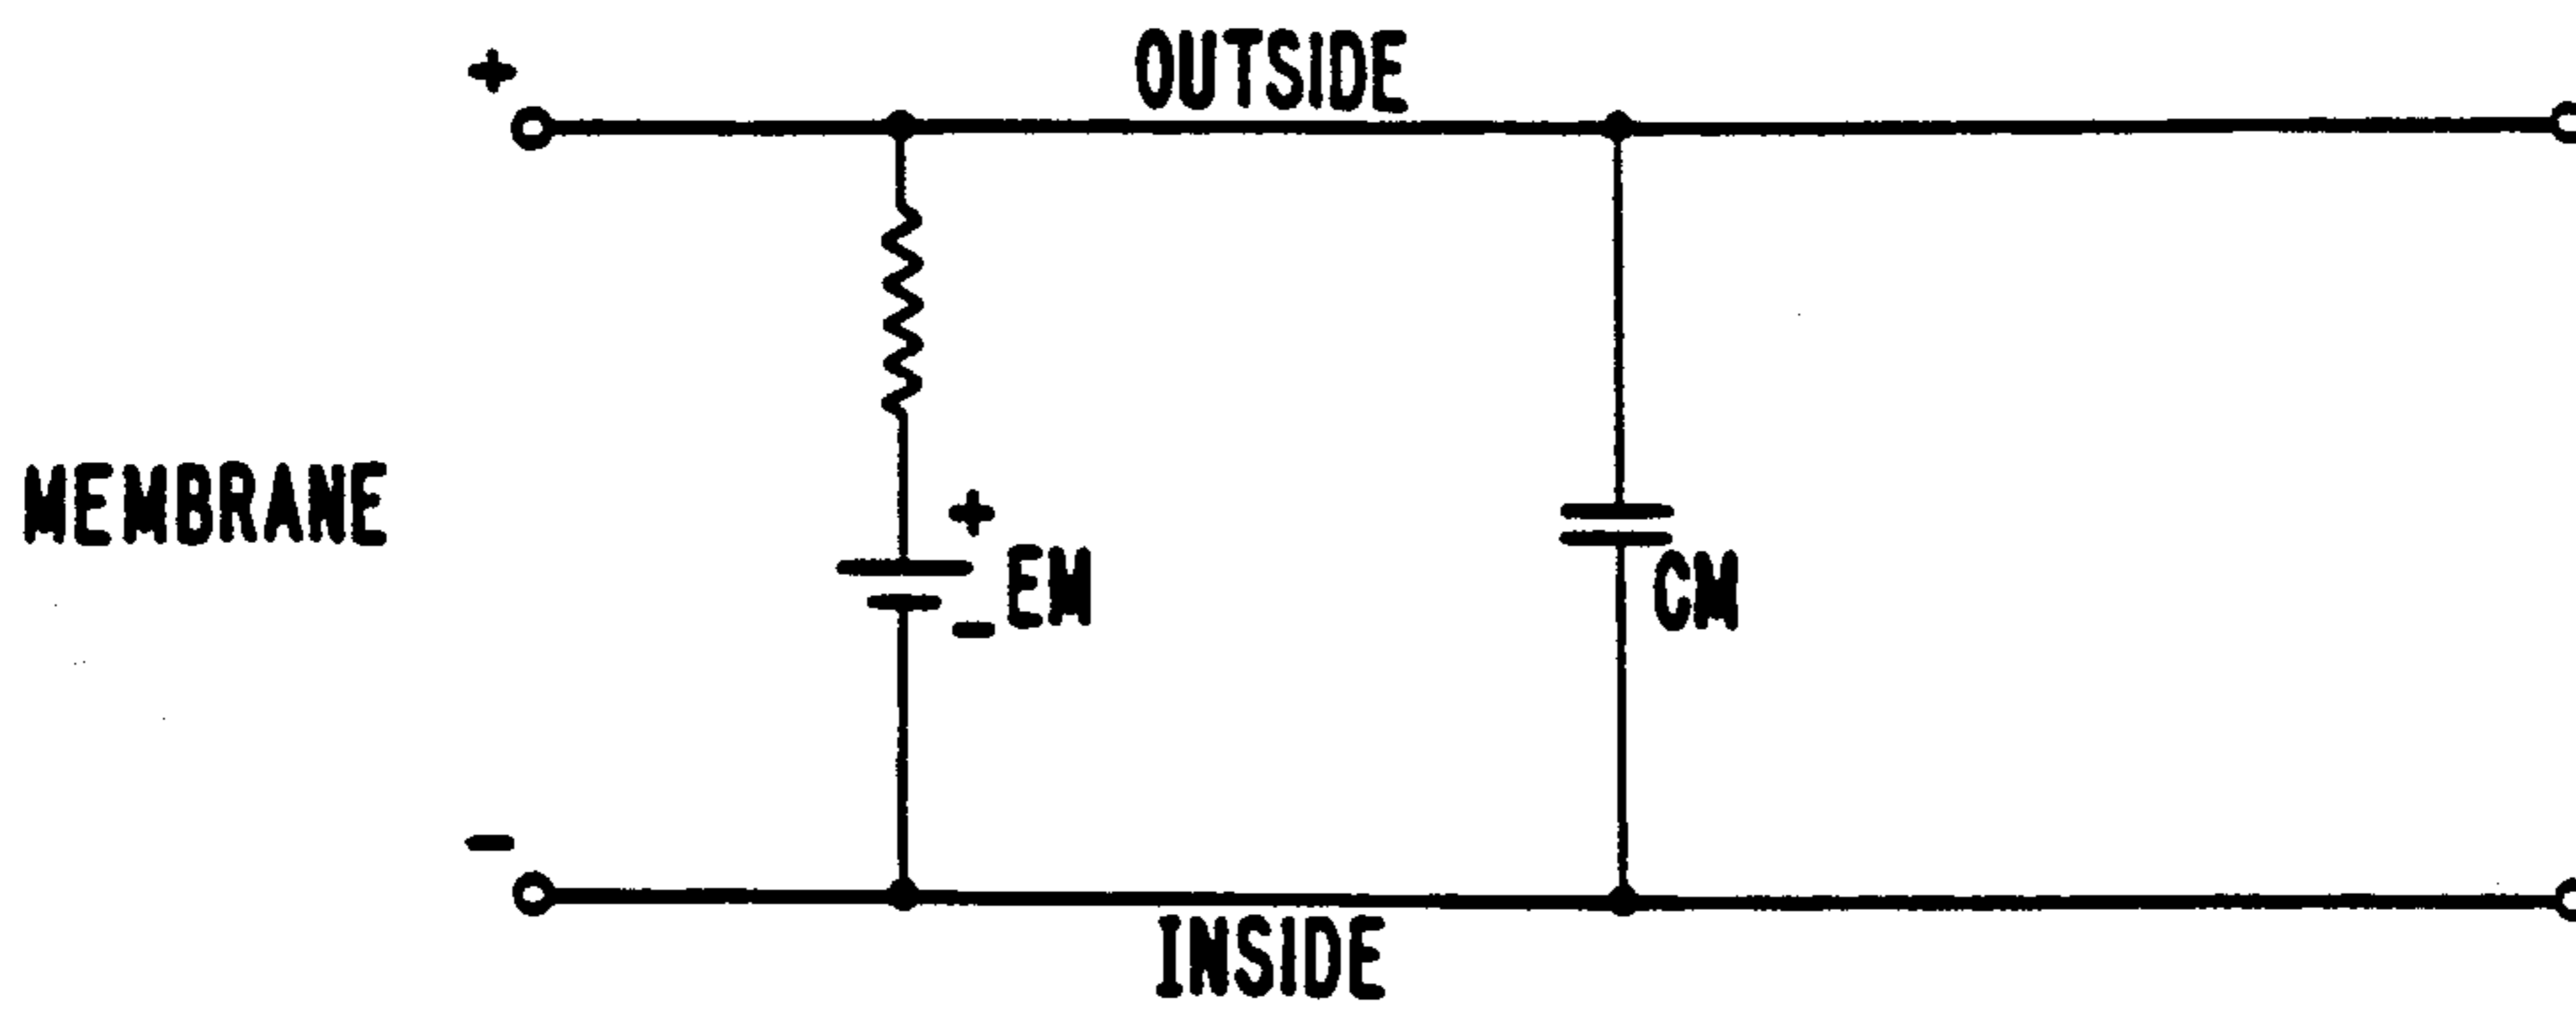 +
OUTSIDE
MEMBRANE
+
EM
-
CM
-
INSIDE